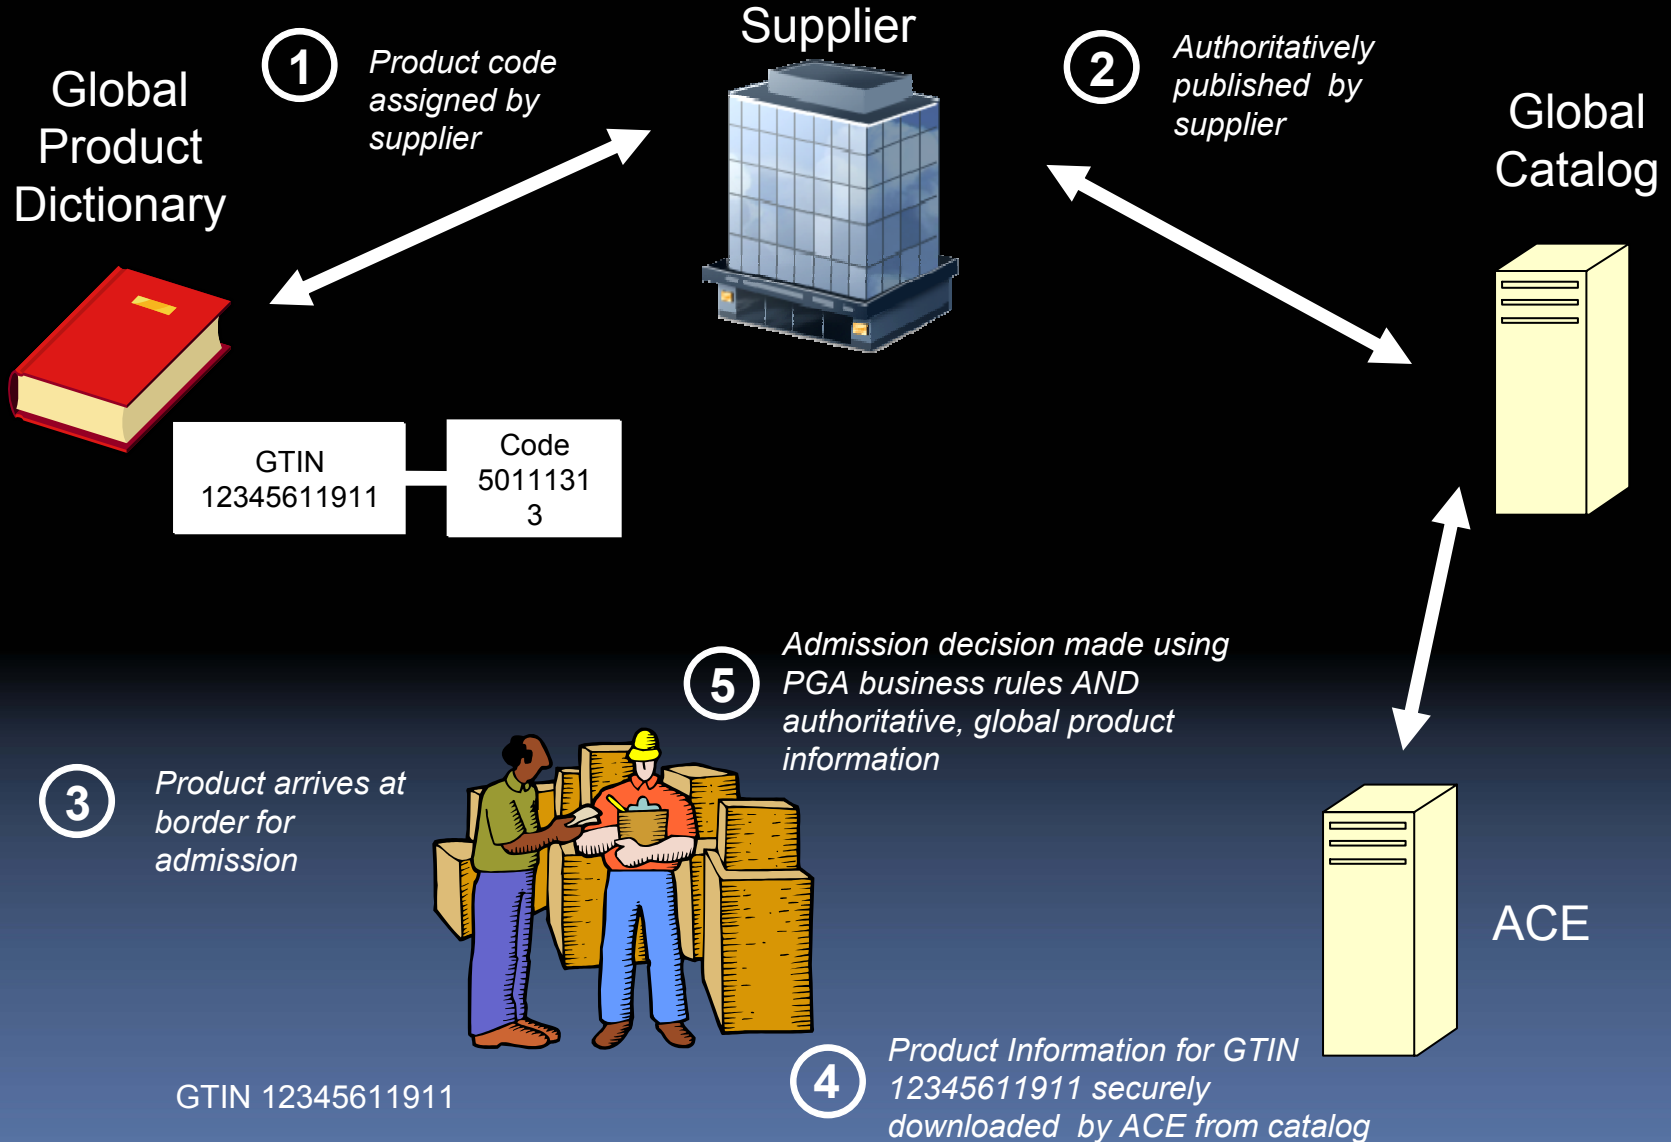 Supplier
1
Product code
assigned by
supplier
2
Authoritatively
published by
supplier
Global
Product
Dictionary
Global
Catalog
GTIN
12345611911
Code
5011131
3
5
Admission decision made using
PGA business rules AND
authoritative, global product
information
3
Product arrives at
border for
admission
ACE
4
Product Information for GTIN
12345611911 securely
downloaded by ACE from catalog
GTIN 12345611911